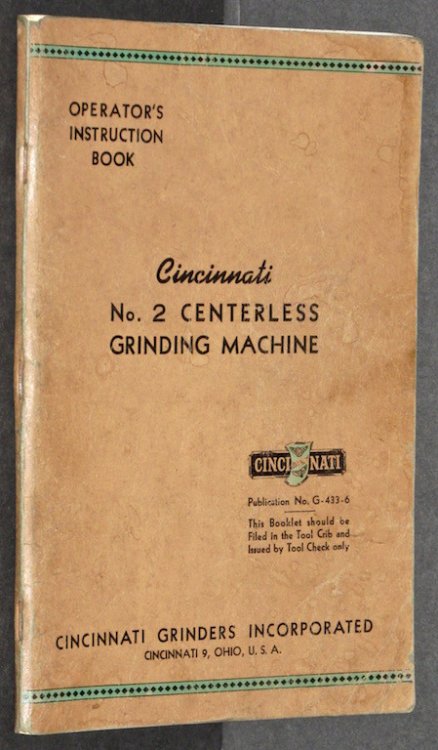 OPERATOR'S
INSTRUCTION
BOOK
Cincinnati
No. 2 CENTERLESS
GRINDING MACHINE
CINCINNATI
Publication No. G-433-6
This Booklet should be
Filed in the Tool Crib and
Issued by Tool Check only
CINCINNATI GRINDERS INCORPORATED
CINCINNATI 9, OHIO, U. S. A.